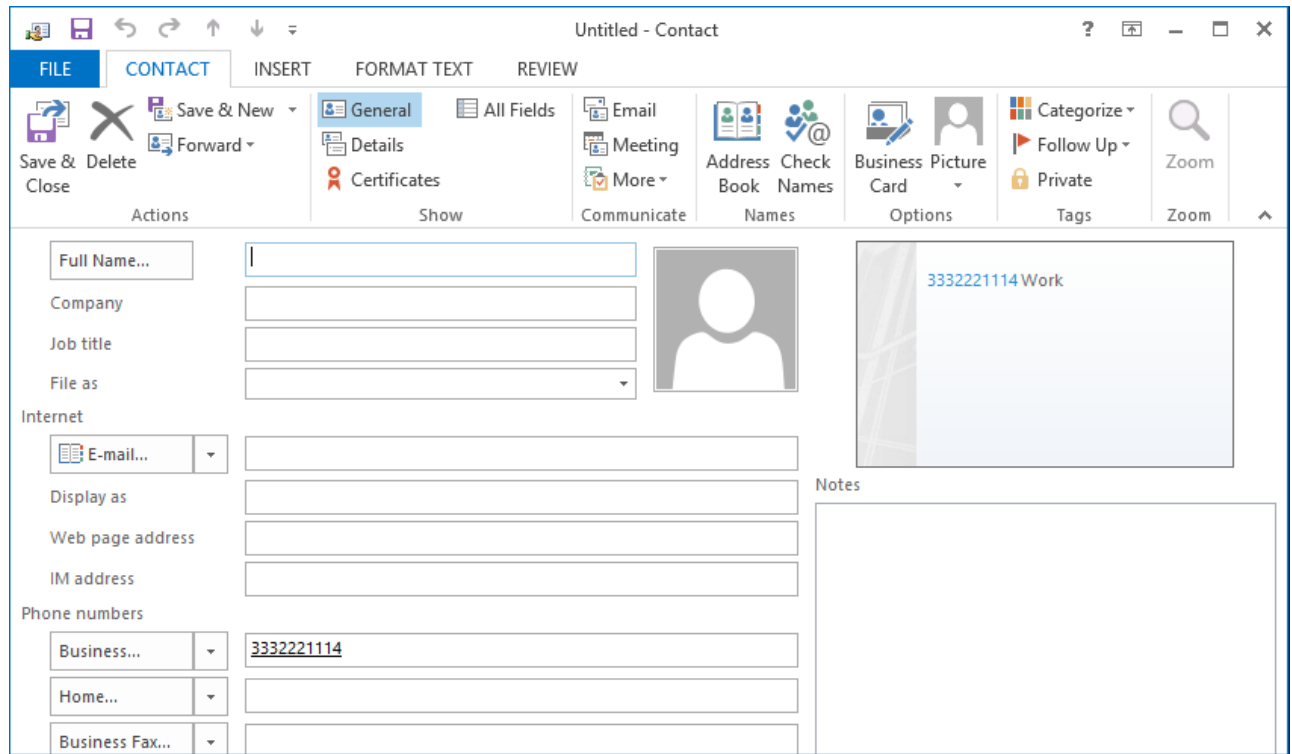 Untitled - Contact
?
FILE CONTACT INSERT FORMAT TEXT REVIEW
Save & Close
Delete
Save & New
Forward
Actions
General
Details
Certificates
All Fields
Show
Email
Meeting
More
Communicate
Address Book
Check Names
Names
Business Card
Picture
Options
Categorize
Follow Up
Private
Tags
Zoom
Zoom
Full Name...
Company
Job title
File as
Internet
E-mail...
Display as
Web page address
IM address
Phone numbers
Business... 3332221114
Home...
Business Fax...
3332221114 Work
Notes